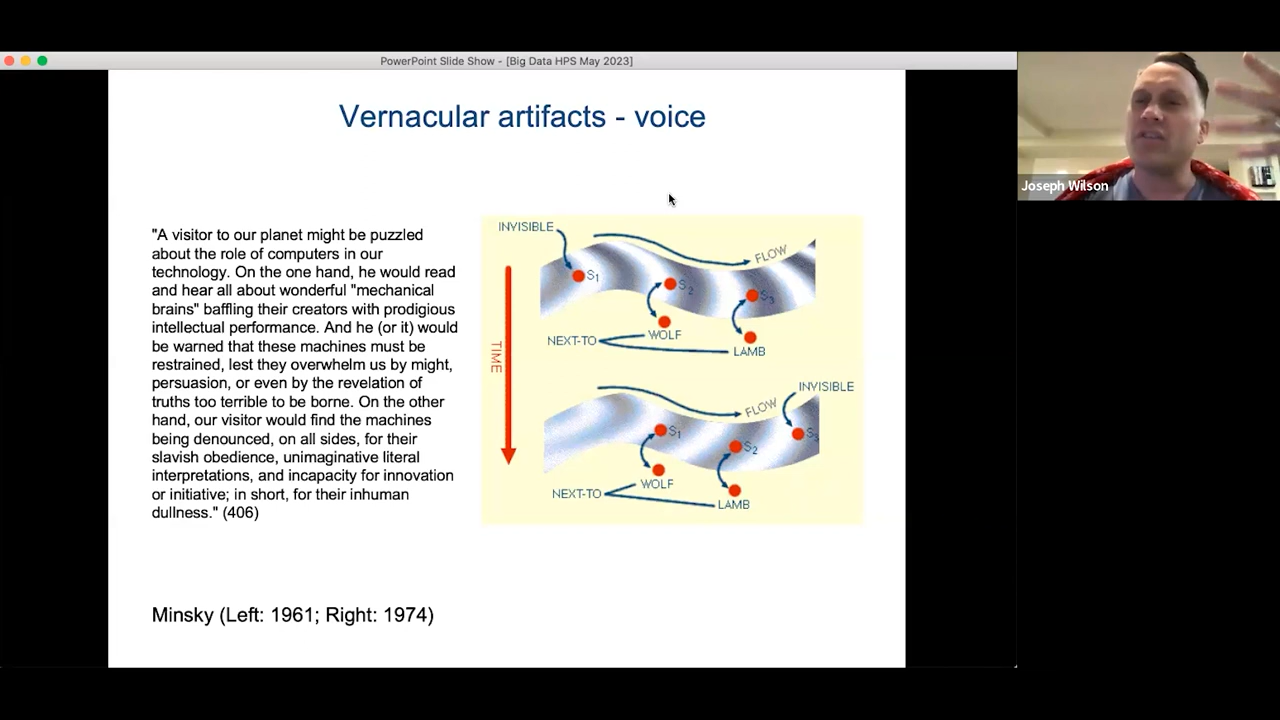 PowerPoint Slide Show - [Big Data HPS May 2023]
Vernacular artifacts - voice
"A visitor to our planet might be puzzled
about the role of computers in our
technology. On the one hand, he would read
and hear all about wonderful "mechanical
brains" baffling their creators with prodigious
intellectual performance. And he (or it) would
be warned that these machines must be
restrained, lest they overwhelm us by might,
persuasion, or even by the revelation of
truths too terrible to be borne. On the other
hand, our visitor would find the machines
being denounced, on all sides, for their
slavish obedience, unimaginative literal
interpretations, and incapacity for innovation
or initiative; in short, for their inhuman
dullness." (406)
INVISIBLE
FLOW
S1
S2
S3
WOLF
NEXT-TO
LAMB
TIME
INVISIBLE
FLOW
S1
S2
S3
WOLF
NEXT-TO
LAMB
Minsky (Left: 1961; Right: 1974)
Joseph Wilson